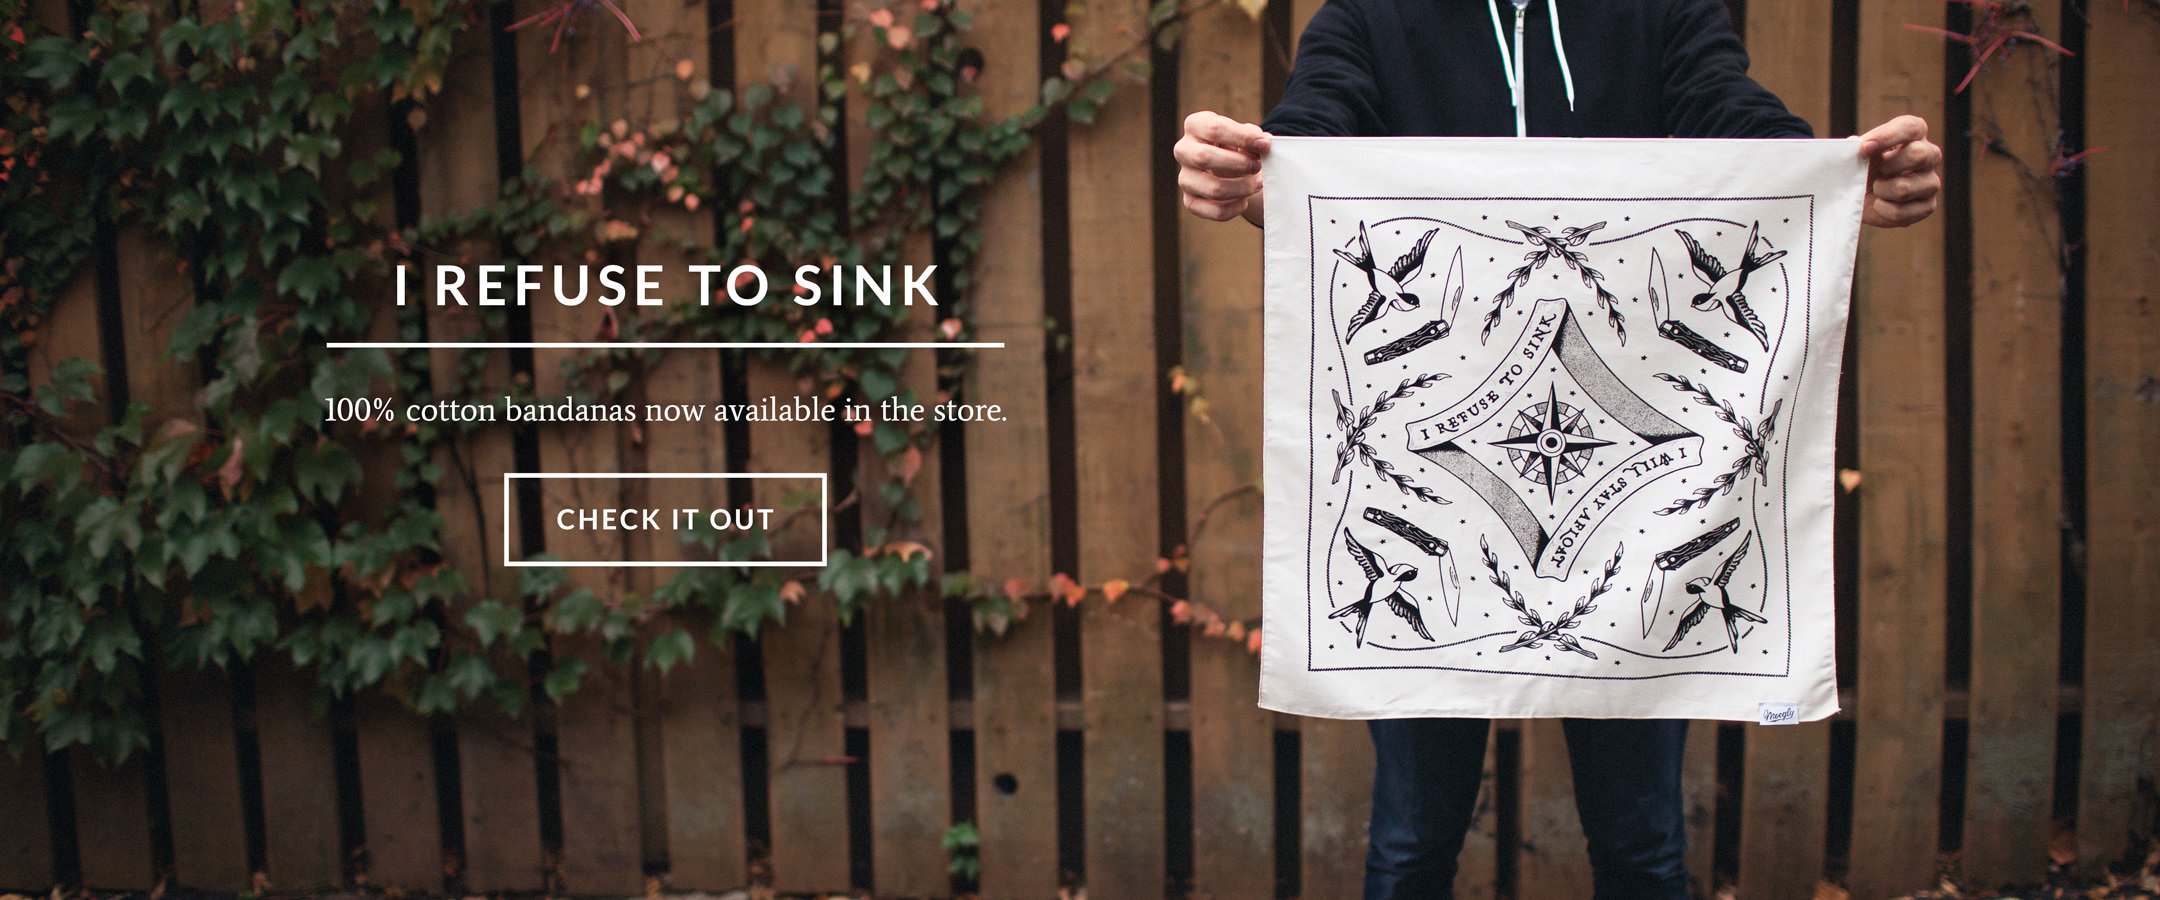 I REFUSE TO SINK
100% cotton bandanas now available in the store.
CHECK IT OUT
I REFUSE TO SINK
I WILL STAY AFLOAT
Moogly